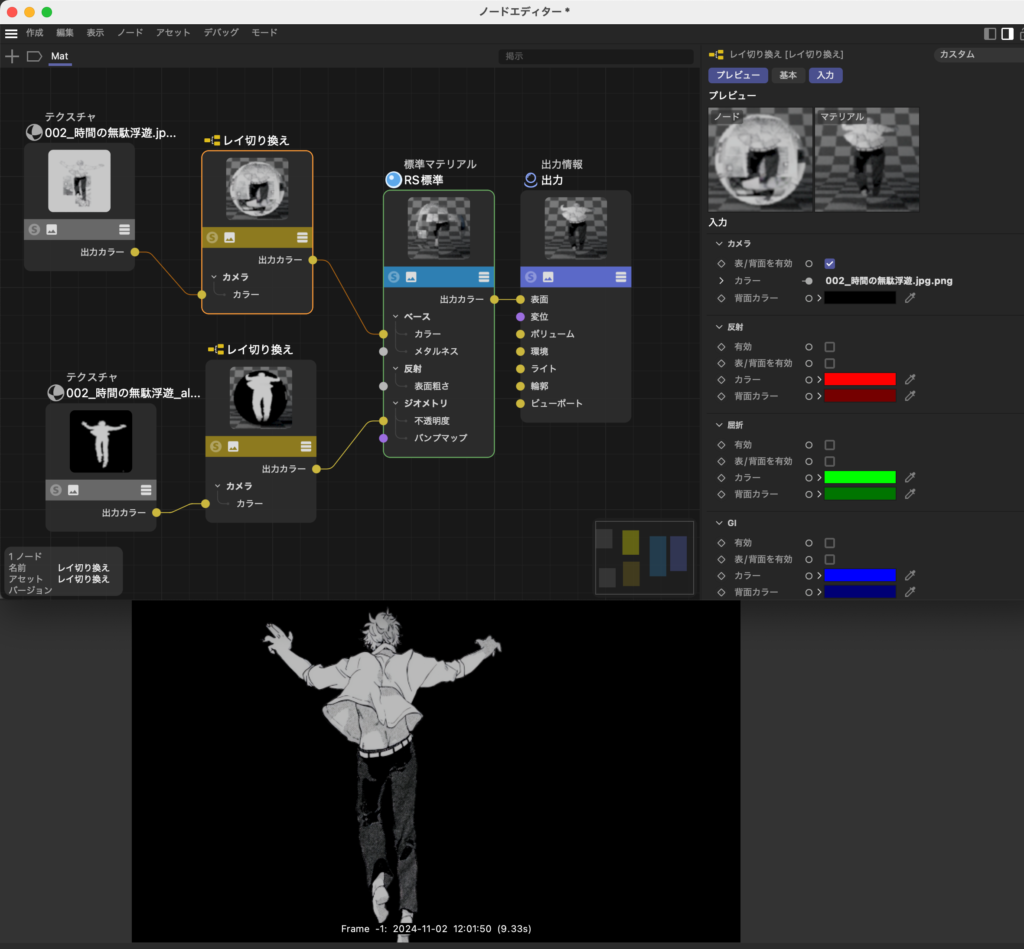 ノードエディター *
作成 編集 表示 ノード アセット デバッグ モード
Mat
掲示
テクスチャ
002_時間の無駄浮遊.jp...
出力カラー
レイ切り換え
出力カラー
カメラ
カラー
標準マテリアル
RS標準
出力カラー
ベース
カラー
メタルネス
反射
表面粗さ
ジオメトリ
不透明度
バンプマップ
出力情報
出力
表面
変位
ボリューム
環境
ライト
輪郭
ビューポート
テクスチャ
002_時間の無駄浮遊_al...
出力カラー
レイ切り換え
出力カラー
カメラ
カラー
1 ノード
名前 レイ切り換え
アセット レイ切り換え
バージョン
レイ切り換え [レイ切り換え]
カスタム
プレビュー 基本 入力
プレビュー
ノード マテリアル
入力
カメラ
表/背面を有効
カラー 002_時間の無駄浮遊.jpg.png
背面カラー
反射
有効
表/背面を有効
カラー
背面カラー
屈折
有効
表/背面を有効
カラー
背面カラー
GI
有効
表/背面を有効
カラー
背面カラー
Frame -1: 2024-11-02 12:01:50 (9.33s)